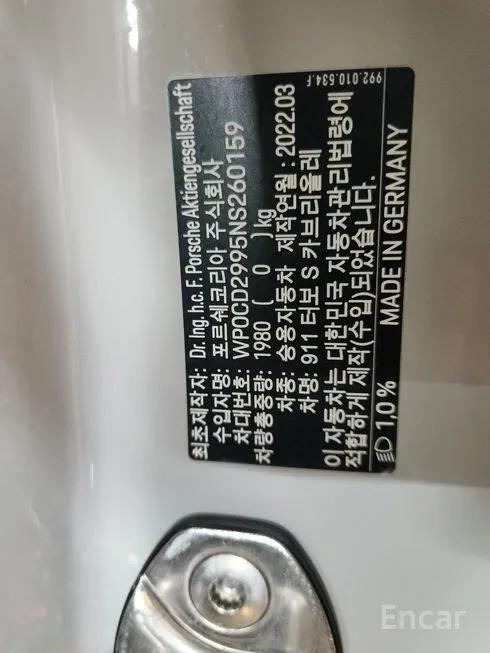 992.010.534.F
최초제작자: Dr. Ing. h.c. F. Porsche Aktiengesellschaft
수입자명: 포르쉐코리아 주식회사
차대번호: WP0CD2995NS260159
차량총중량: 1980 ( 0 ) kg
차종: 승용자동차 제작연월: 2022.03
차명: 911 터보 S 카브리올레
이 자동차는 대한민국 자동차관리법령에
적합하게 제작(수입)되었습니다.
1,0 % MADE IN GERMANY
Encar